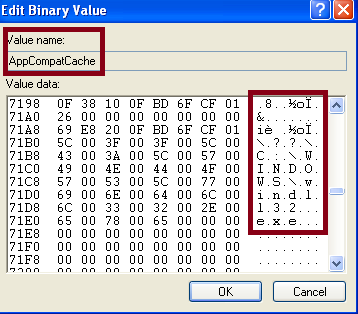 Edit Binary Value
Value name:
AppCompatCache
Value data:
7198 0F 38 10 0F BD 6F CF 01 .8..½oÏ.
71A0 26 00 00 00 00 00 00 00 &.......
71A8 69 E8 20 0F BD 6F CF 01 iè .½oÏ.
71B0 5C 00 3F 00 3F 00 5C 00 \.?.?.\.
71B8 43 00 3A 00 5C 00 57 00 C.:.\.W.
71C0 49 00 4E 00 44 00 4F 00 I.N.D.O.
71C8 57 00 53 00 5C 00 77 00 W.S.\.w.
71D0 69 00 6E 00 64 00 6C 00 i.n.d.l.
71D8 6C 00 33 00 32 00 2E 00 l.3.2...
71E0 65 00 78 00 65 00 00 00 e.x.e...
71E8 00 00 00 00 00 00 00 00 ........
71F0 00 00 00 00 00 00 00 00 ........
71F8 00 00 00 00 00 00 00 00 ........
OK
Cancel